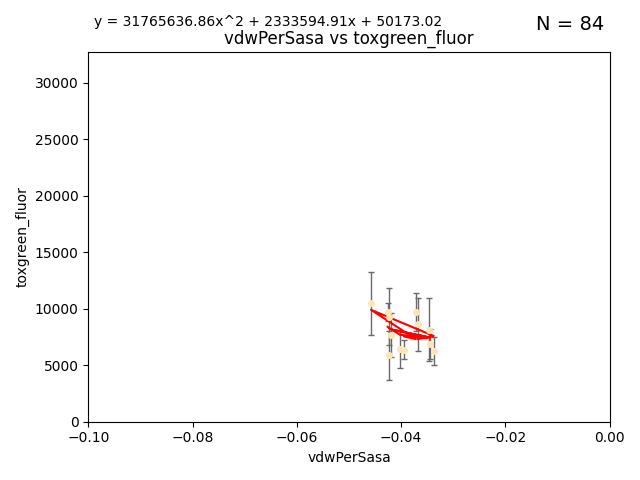 y = 31765636.86x^2 + 2333594.91x + 50173.02
N = 84
vdwPerSasa vs toxgreen_fluor
30000
25000
20000
15000
10000
5000
0
toxgreen_fluor
−0.10
−0.08
−0.06
−0.04
−0.02
0.00
vdwPerSasa